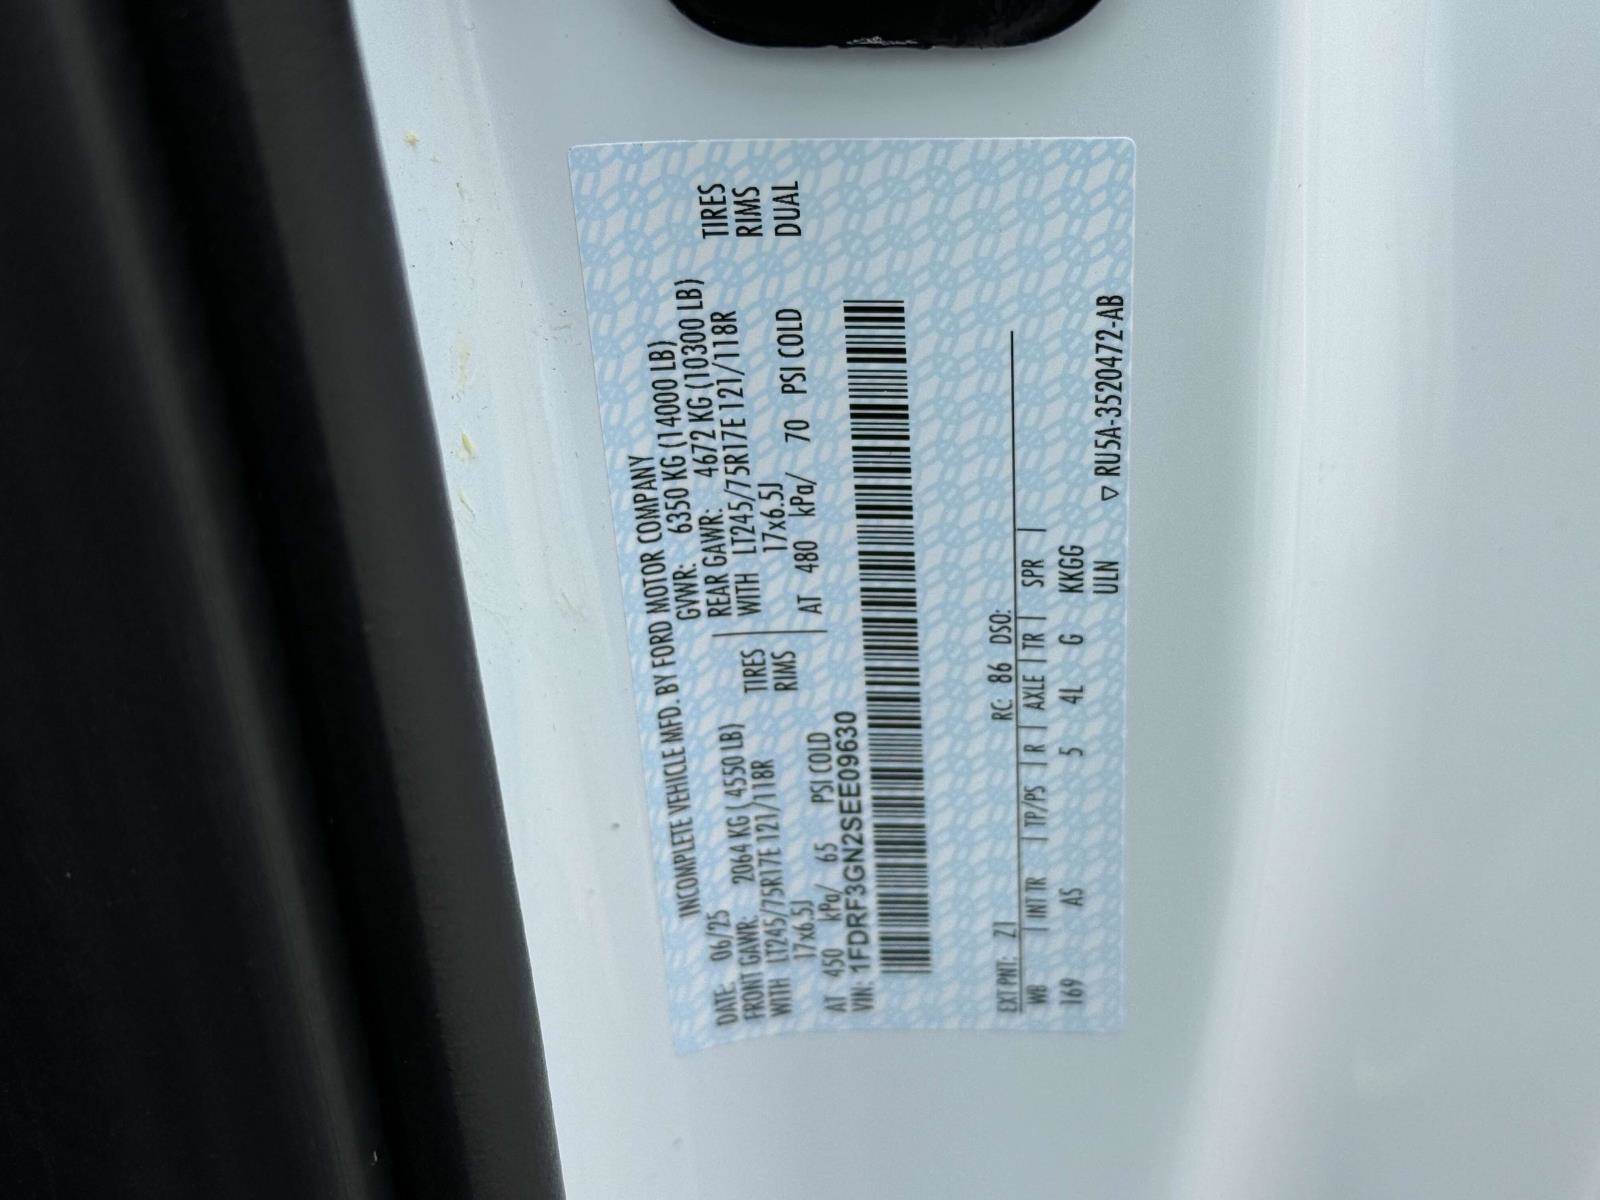 INCOMPLETE VEHICLE MFD. BY FORD MOTOR COMPANY
DATE: 06/25 GVWR: 6350 KG (14000 LB)
FRONT GAWR: 2064 KG ( 4550 LB) REAR GAWR: 4672 KG (10300 LB)
WITH LT245/75R17E 121/118R TIRES WITH LT245/75R17E 121/118R TIRES
17x6.5J RIMS 17x6.5J RIMS
AT 450 kPa/ 65 PSI COLD AT 480 kPa/ 70 PSI COLD DUAL
VIN: 1FDRF3GN2SEE09630
EXT PNT: Z1 RC: 86 DSO:
WB | INT TR | TP/PS | R | AXLE | TR | SPR |
169 AS 5 4L G KKGG
ULN
▽ RU5A-3520472-AB